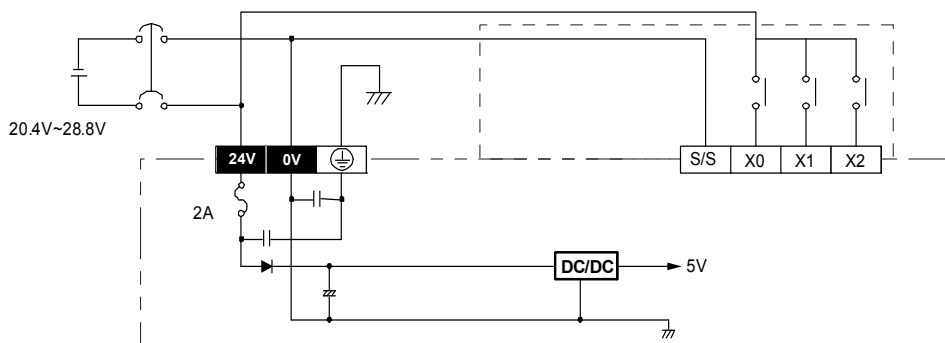 20.4V~28.8V
24V 0V
S/S X0 X1 X2
2A
DC/DC 5V